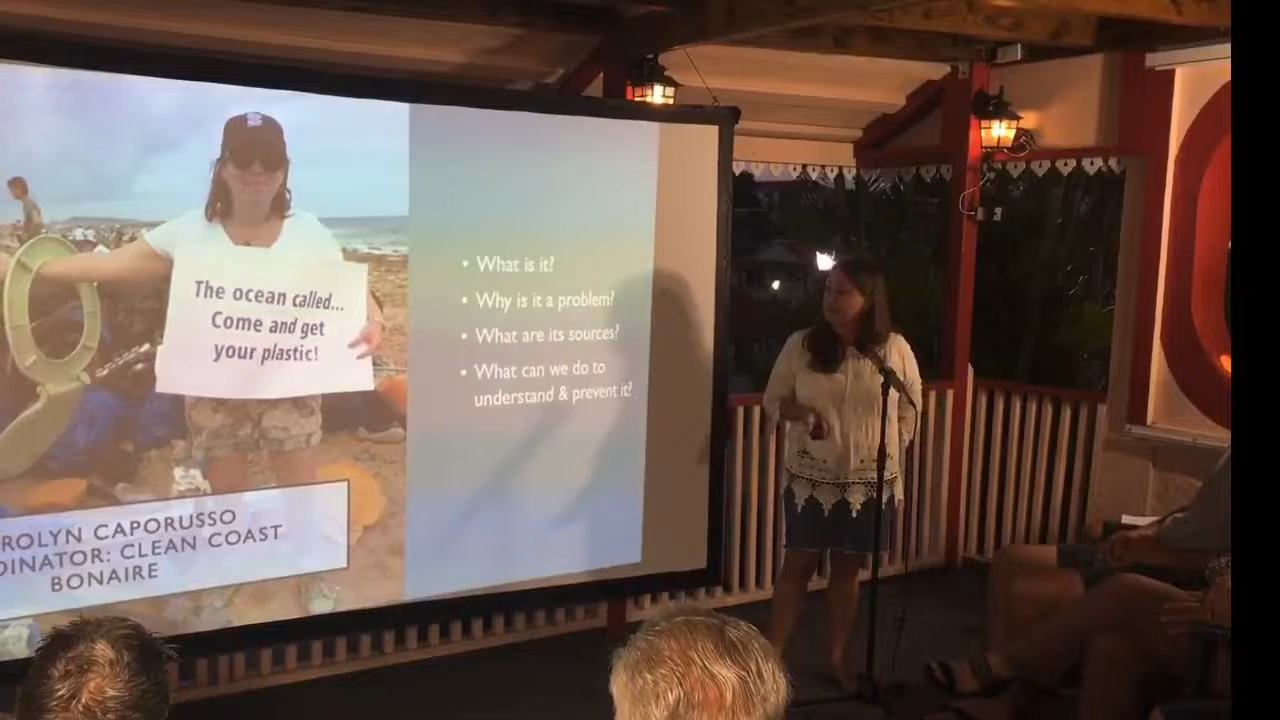 The ocean called...
Come and get
your plastic!
• What is it?
• Why is it a problem?
• What are its sources?
• What can we do to
understand & prevent it?
ROLYN CAPORUSSO
DINATOR: CLEAN COAST
BONAIRE